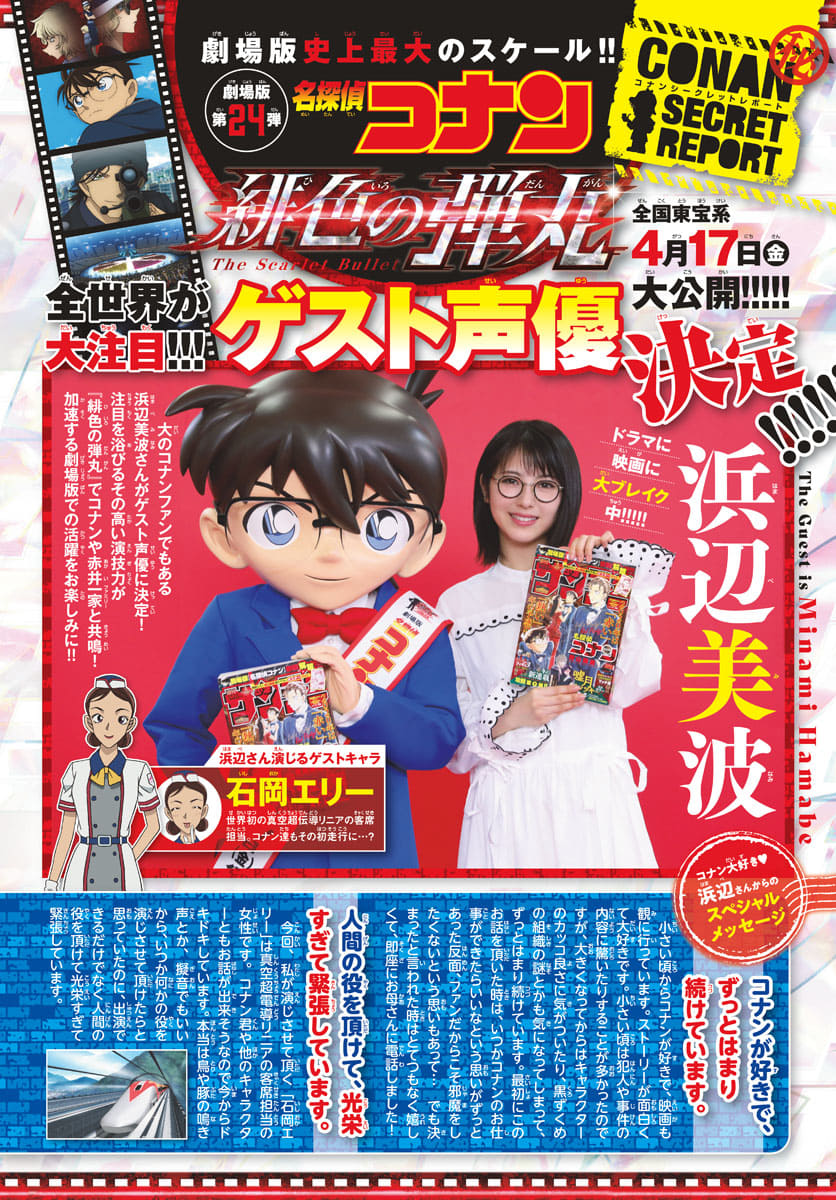 劇場版史上最大のスケール!!
劇場版
第24弾
名探偵
コナン
緋色の弾丸
The Scarlet Bullet
CONAN
コナンシークレットレポート
SECRET
REPORT
㊙
全国東宝系
4月17日㊎
大公開!!!!!
全世界が
大注目!!!
ゲスト声優
決定!!!!!
ドラマに
映画に
大ブレイク
中!!!!!
浜辺美波
The Guest is Minami Hamabe
大のコナンファンでもある
浜辺美波さんがゲスト声優に決定!
注目を浴びるその高い演技力が
『緋色の弾丸』でコナンや赤井一家と共鳴!
加速する劇場版での活躍をお楽しみに!!
浜辺さん演じるゲストキャラ
石岡エリー
世界初の真空超伝導リニアの客席
担当。コナン達もその初走行に…?
コナン大好き♥
浜辺さんからの
スペシャル
メッセージ
コナンが好きで、
ずっとはまり
続けています。
小さい頃からコナンが好きで、映画も
観に行っています。ストーリーが面白く
て大好きです。小さい頃は犯人や事件の
内容に驚いたりすることが多かったので
すが、大きくなってからはキャラクター
のカッコ良さに気がついたり、黒ずくめ
の組織の謎とかも気になってしまって、
ずっとはまり続けています。最初にこの
お話を頂いた時は、いつかコナンのお仕
事ができたらいいなという思いがずっと
あった反面、ファンだからこそ邪魔をし
たくないという思いもあって…　でも決
まったと言われた時はとてつもなく嬉し
くて、即座にお母さんに電話しました!
人間の役を頂けて、光栄
すぎて緊張しています。
今回、私が演じさせて頂く「石岡エ
リー」は真空超電導リニアの客席担当の
女性です。コナン君や他のキャラクタ
ーともお話が出来そうなので今からド
キドキしています。本当は鳥や豚の鳴き
声とか、擬音でもいい
から、いつか何かの役を
演じさせて頂けたらと
思っていたのに、出演で
きるだけでなく人間の
役を頂けて光栄すぎて
緊張しています。